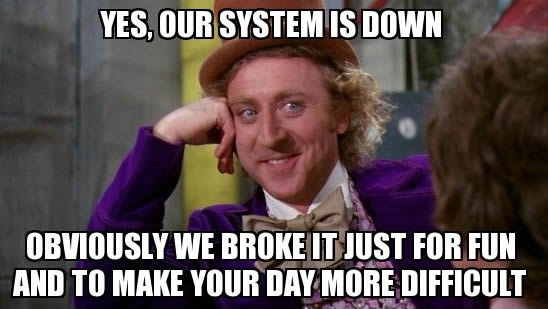 YES, OUR SYSTEM IS DOWN
OBVIOUSLY WE BROKE IT JUST FOR FUN
AND TO MAKE YOUR DAY MORE DIFFICULT